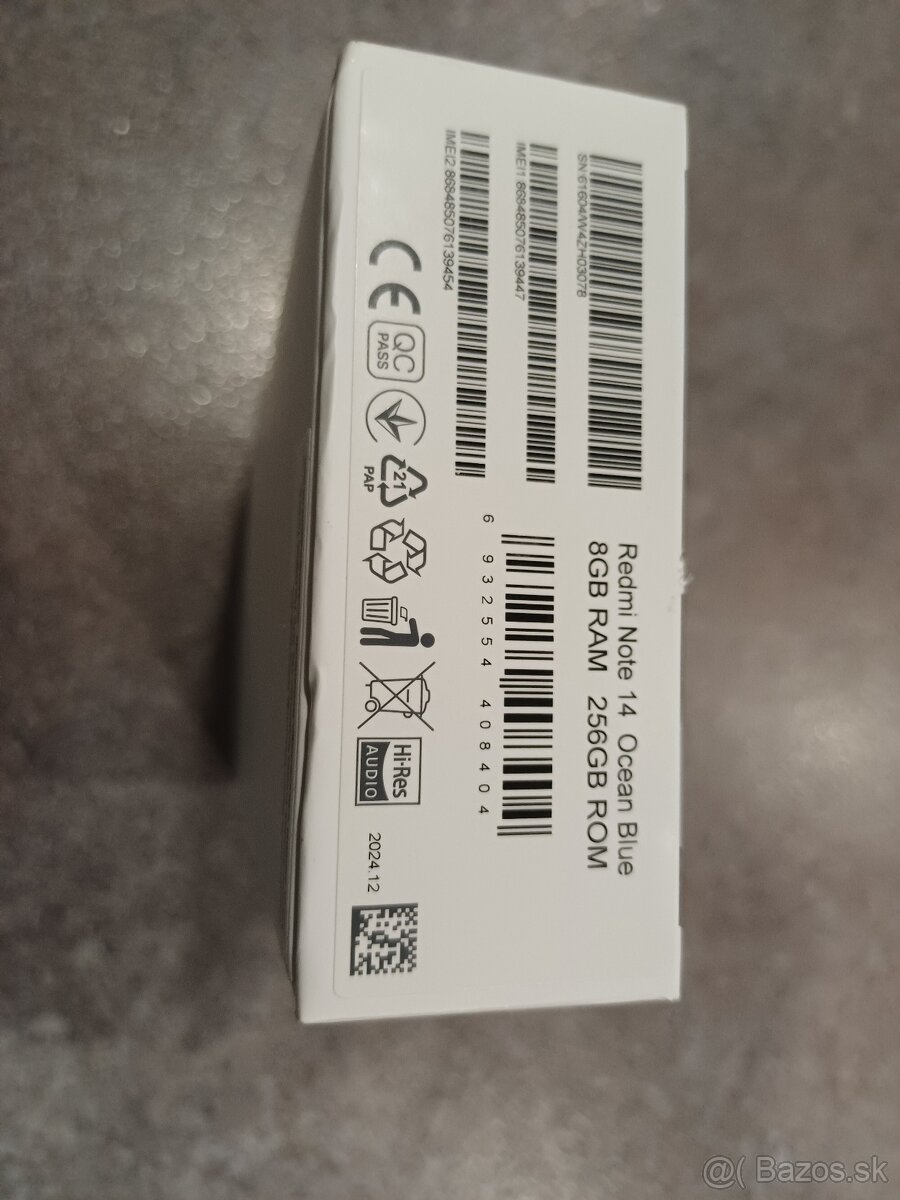 SN:61604/W4ZH03078
IMEI1:868485076139447
IMEI2:868485076139454
Redmi Note 14 Ocean Blue
8GB RAM 256GB ROM
6 932554 408404
CE
QC
PASS
21
PAP
Hi-Res
AUDIO
2024.12
@( Bazos.sk